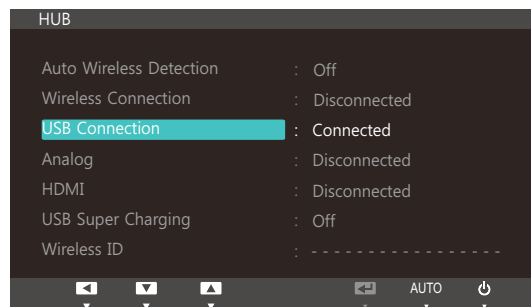 HUB
Auto Wireless Detection : Off
Wireless Connection : Disconnected
USB Connection : Connected
Analog : Disconnected
HDMI : Disconnected
USB Super Charging : Off
Wireless ID : - - - - - - - - - - - - - - - - - -
AUTO